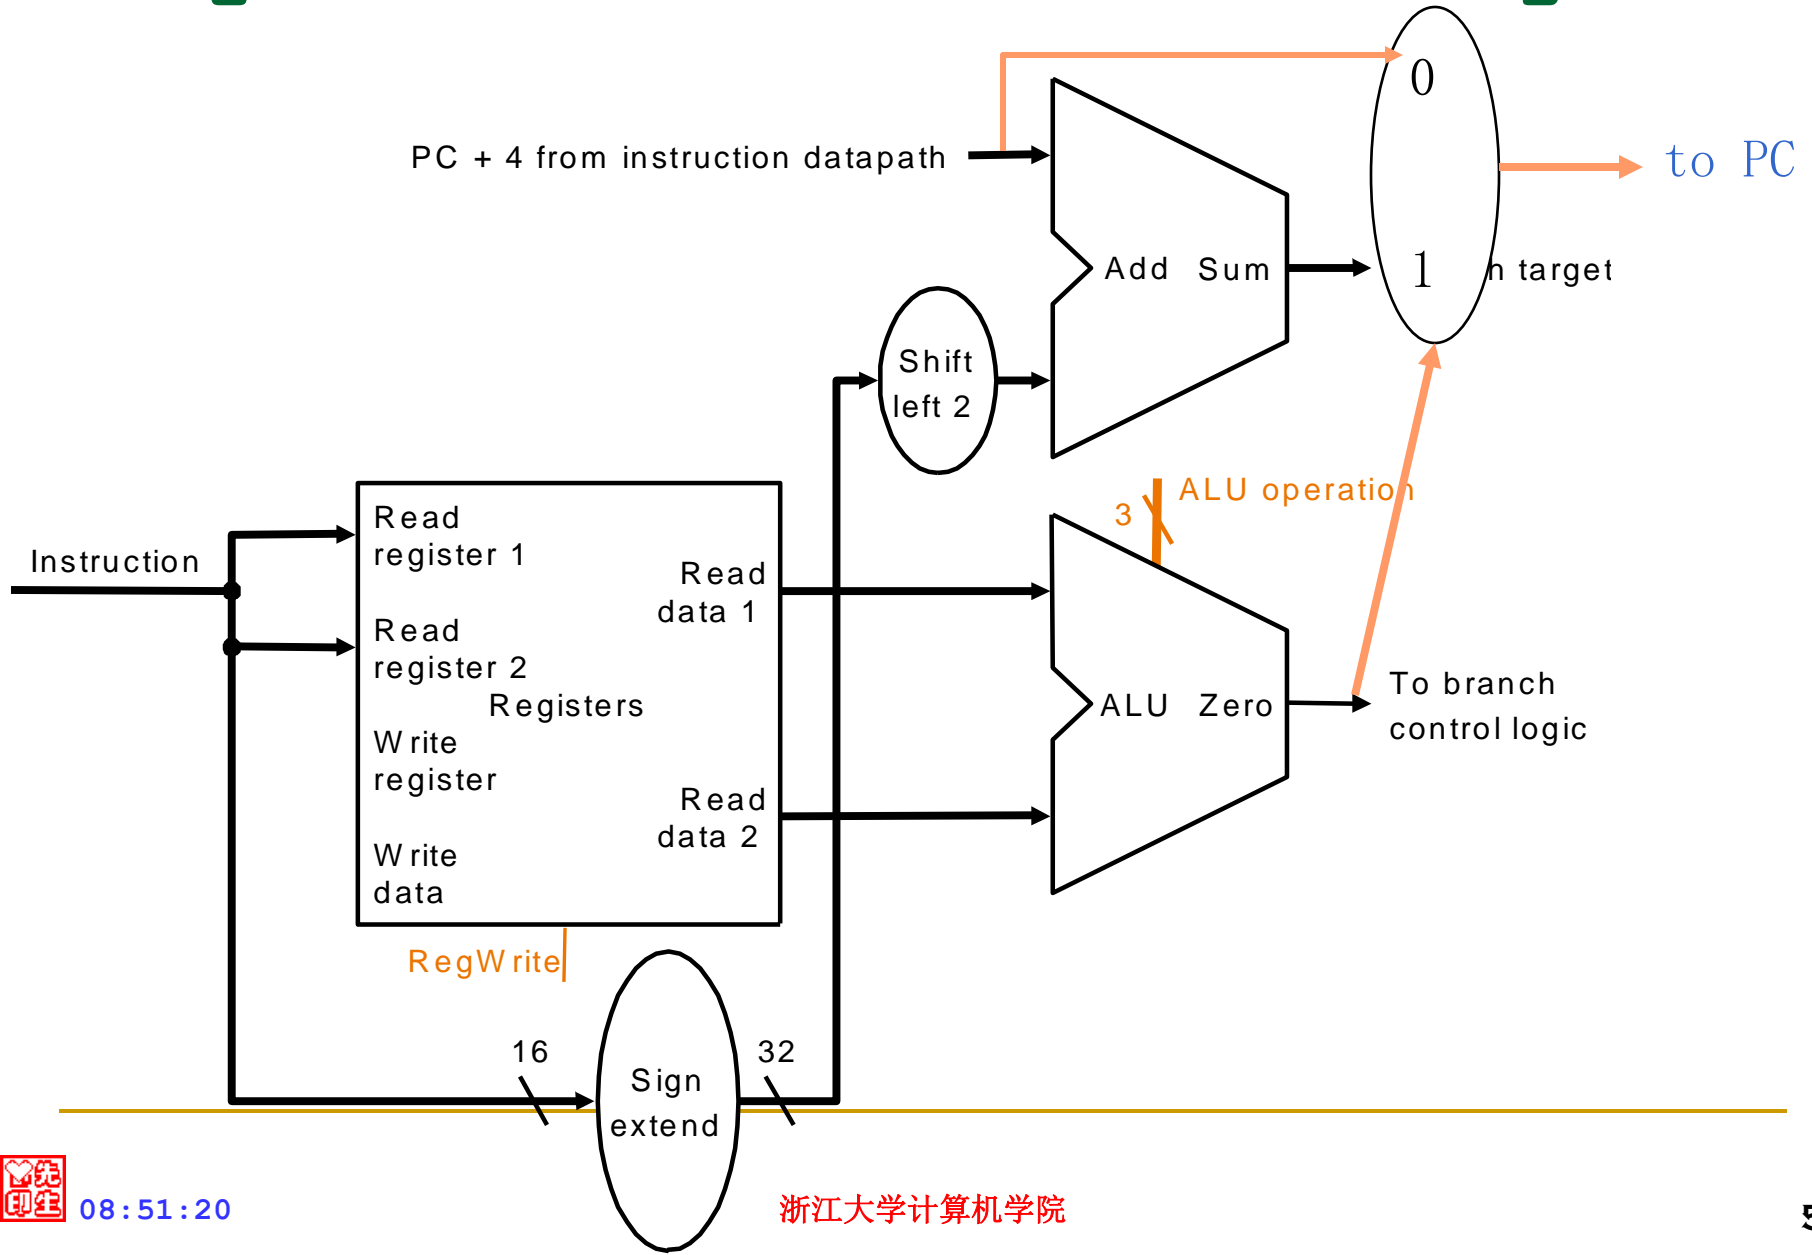 0
PC + 4 from instruction datapath
to PC
Add Sum
1
target
Shift
left 2
ALU operation
3
Instruction
Read
register 1
Read
data 1
Read
register 2
Registers
ALU Zero
To branch
control logic
Write
register
Read
data 2
Write
data
RegWrite
16
32
Sign
extend
先生
印
08:51:20
浙江大学计算机学院